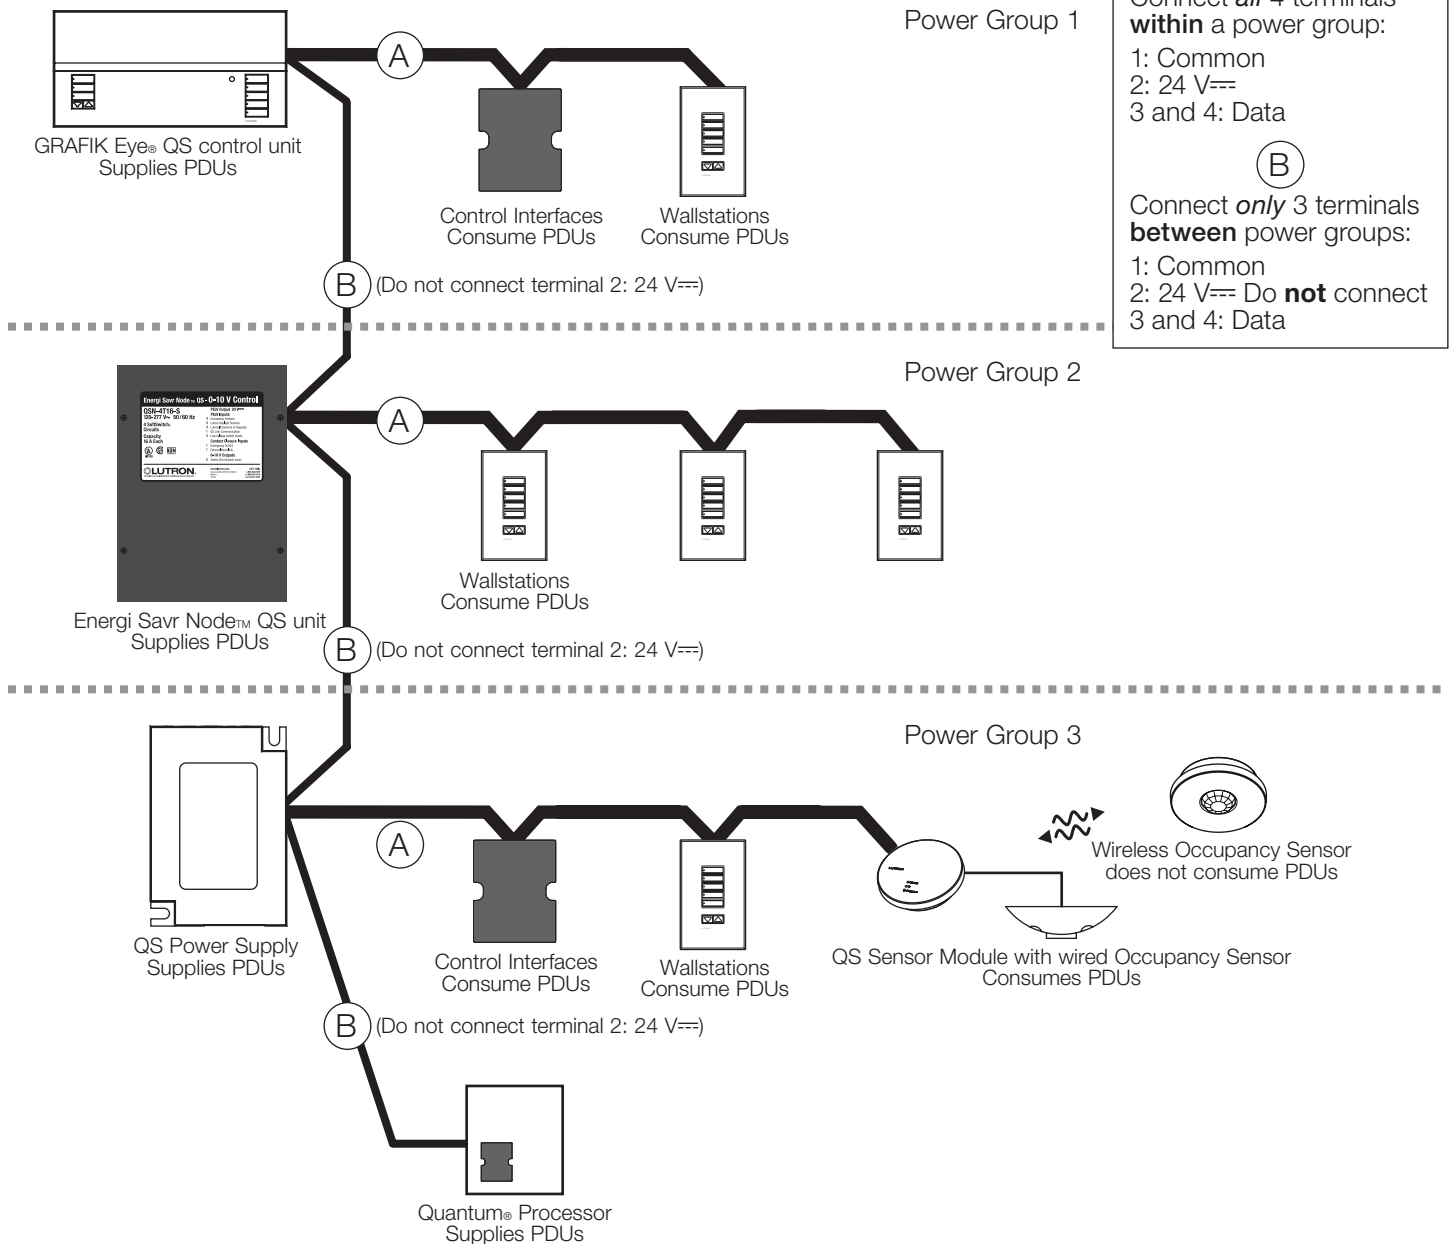 Power Group 1
GRAFIK Eye® QS control unit
Supplies PDUs
A
Control Interfaces
Consume PDUs
Wallstations
Consume PDUs
B (Do not connect terminal 2: 24 V⎓)
Connect all 4 terminals
within a power group:
1: Common
2: 24 V⎓
3 and 4: Data
B
Connect only 3 terminals
between power groups:
1: Common
2: 24 V⎓ Do not connect
3 and 4: Data
Power Group 2
Energi Savr Node™ QS - 0-10 V Control
QSN-4T16-S
120-277 V~ 50/60 Hz
4 SoftSwitch®
Circuits
Capacity
16 A Each
LUTRON
A
Energi Savr Node™ QS unit
Supplies PDUs
Wallstations
Consume PDUs
B (Do not connect terminal 2: 24 V⎓)
Power Group 3
QS Power Supply
Supplies PDUs
A
Control Interfaces
Consume PDUs
Wallstations
Consume PDUs
Wireless Occupancy Sensor
does not consume PDUs
QS Sensor Module with wired Occupancy Sensor
Consumes PDUs
B (Do not connect terminal 2: 24 V⎓)
Quantum® Processor
Supplies PDUs